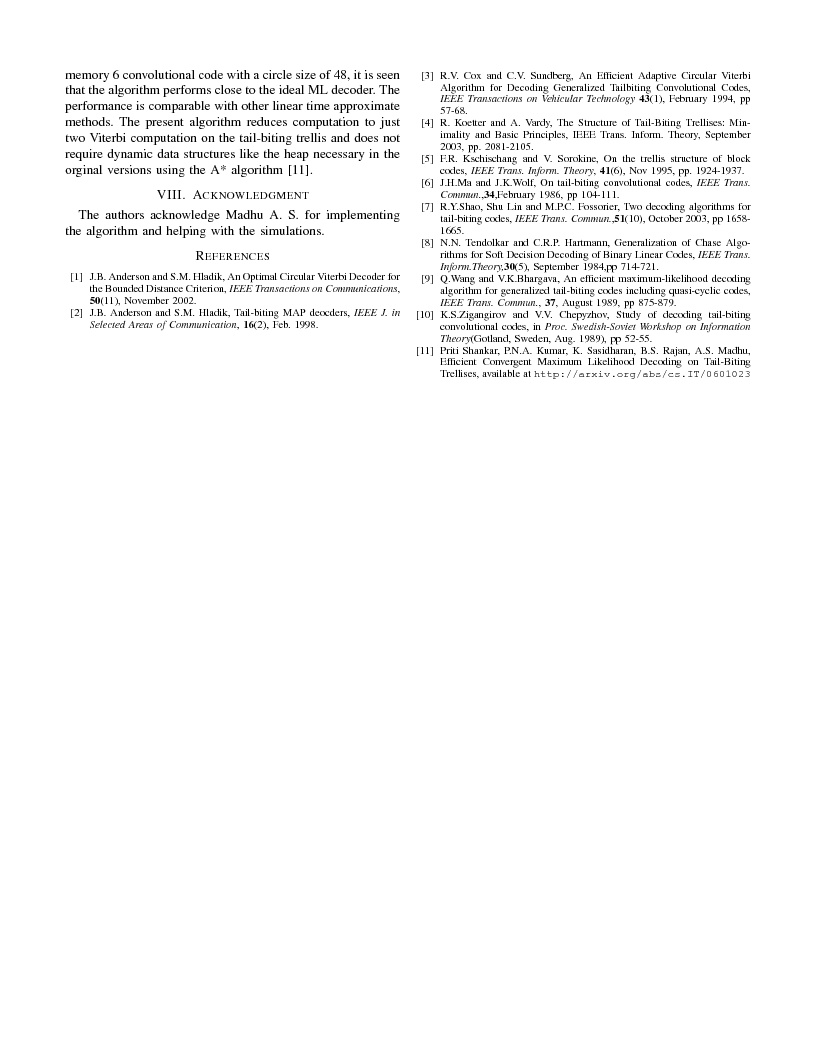 memory 6 convolutional code with a circle size of 48, it is seen
that the algorithm performs close to the ideal ML decoder. The
performance is comparable with other linear time approximate
methods. The present algorithm reduces computation to just
two Viterbi computation on the tail-biting trellis and does not
require dynamic data structures like the heap necessary in the
orginal versions using the A* algorithm [11].
VIII. ACKNOWLEDGMENT
The authors acknowledge Madhu A. S. for implementing
the algorithm and helping with the simulations.
REFERENCES
[1] J.B. Anderson and S.M. Hladik, An Optimal Circular Viterbi Decoder for
the Bounded Distance Criterion, IEEE Transactions on Communications,
50(11), November 2002.
[2] J.B. Anderson and S.M. Hladik, Tail-biting MAP deocders, IEEE J. in
Selected Areas of Communication, 16(2), Feb. 1998.
[3] R.V. Cox and C.V. Sundberg, An Efficient Adaptive Circular Viterbi
Algorithm for Decoding Generalized Tailbiting Convolutional Codes,
IEEE Transactions on Vehicular Technology 43(1), February 1994, pp
57-68.
[4] R. Koetter and A. Vardy, The Structure of Tail-Biting Trellises: Min-
imality and Basic Principles, IEEE Trans. Inform. Theory, September
2003, pp. 2081-2105.
[5] F.R. Kschischang and V. Sorokine, On the trellis structure of block
codes, IEEE Trans. Inform. Theory, 41(6), Nov 1995, pp. 1924-1937.
[6] J.H.Ma and J.K.Wolf, On tail-biting convolutional codes, IEEE Trans.
Commun.,34,February 1986, pp 104-111.
[7] R.Y.Shao, Shu Lin and M.P.C. Fossorier, Two decoding algorithms for
tail-biting codes, IEEE Trans. Commun.,51(10), October 2003, pp 1658-
1665.
[8] N.N. Tendolkar and C.R.P. Hartmann, Generalization of Chase Algo-
rithms for Soft Decision Decoding of Binary Linear Codes, IEEE Trans.
Inform.Theory,30(5), September 1984,pp 714-721.
[9] Q.Wang and V.K.Bhargava, An efficient maximum-likelihood decoding
algorithm for generalized tail-biting codes including quasi-cyclic codes,
IEEE Trans. Commun., 37, August 1989, pp 875-879.
[10] K.S.Zigangirov and V.V. Chepyzhov, Study of decoding tail-biting
convolutional codes, in Proc. Swedish-Soviet Workshop on Information
Theory(Gotland, Sweden, Aug. 1989), pp 52-55.
[11] Priti Shankar, P.N.A. Kumar, K. Sasidharan, B.S. Rajan, A.S. Madhu,
Efficient Convergent Maximum Likelihood Decoding on Tail-Biting
Trellises, available at http://arxiv.org/abs/cs.IT/0601023